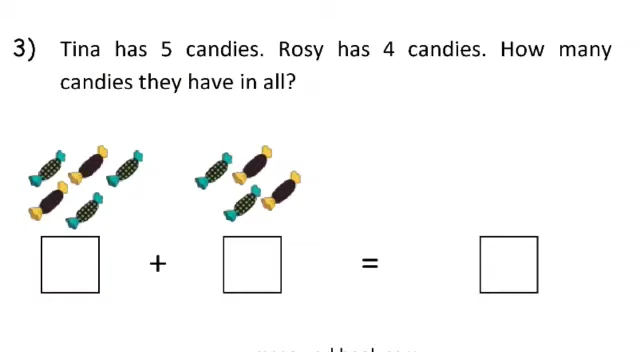 3) Tina has 5 candies. Rosy has 4 candies. How many
candies they have in all?
+ =